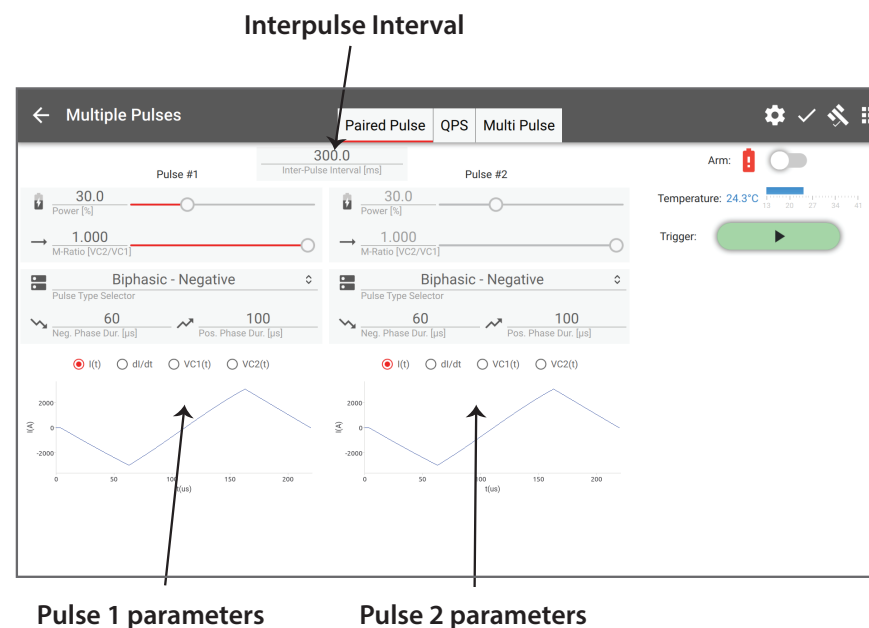 Interpulse Interval
Multiple Pulses
Paired Pulse QPS Multi Pulse
300.0
Inter-Pulse Interval [ms]
Pulse #1
30.0
Power [%]
1.000
M-Ratio [VC2/VC1]
Biphasic - Negative
Pulse Type Selector
60 100
Neg. Phase Dur. [µs] Pos. Phase Dur. [µs]
I(t) dI/dt VC1(t) VC2(t)
I(A)
2000
0
-2000
0 50 100 150 200
t(us)
Pulse #2
30.0
Power [%]
1.000
M-Ratio [VC2/VC1]
Biphasic - Negative
Pulse Type Selector
60 100
Neg. Phase Dur. [µs] Pos. Phase Dur. [µs]
I(t) dI/dt VC1(t) VC2(t)
I(A)
2000
0
-2000
0 50 100 150 200
t(us)
Arm:
Temperature: 24.3°C
13 20 27 34 41
Trigger:
Pulse 1 parameters
Pulse 2 parameters